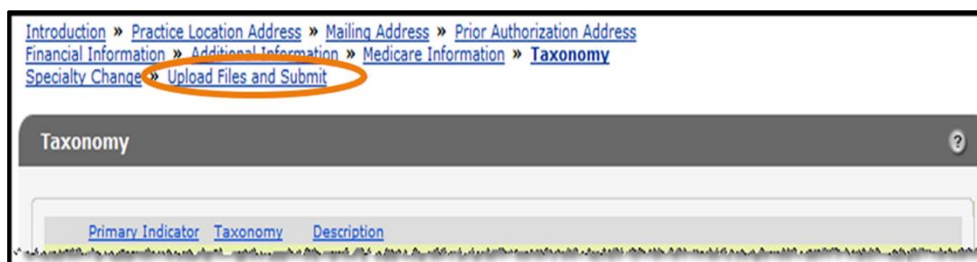 Introduction » Practice Location Address » Mailing Address » Prior Authorization Address
Financial Information » Additional Information » Medicare Information » Taxonomy
Specialty Change » Upload Files and Submit
Taxonomy ?
Primary Indicator Taxonomy Description